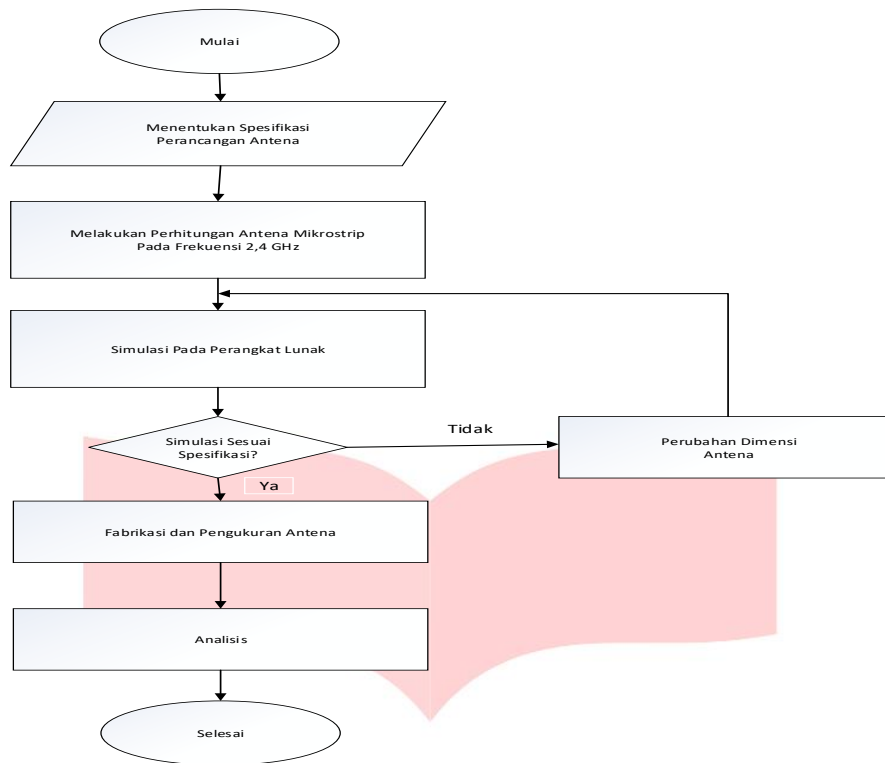 Mulai
Menentukan Spesifikasi
Perancangan Antena
Melakukan Perhitungan Antena Mikrostrip
Pada Frekuensi 2,4 GHz
Simulasi Pada Perangkat Lunak
Simulasi Sesuai
Spesifikasi?
Tidak
Perubahan Dimensi
Antena
Ya
Fabrikasi dan Pengukuran Antena
Analisis
Selesai